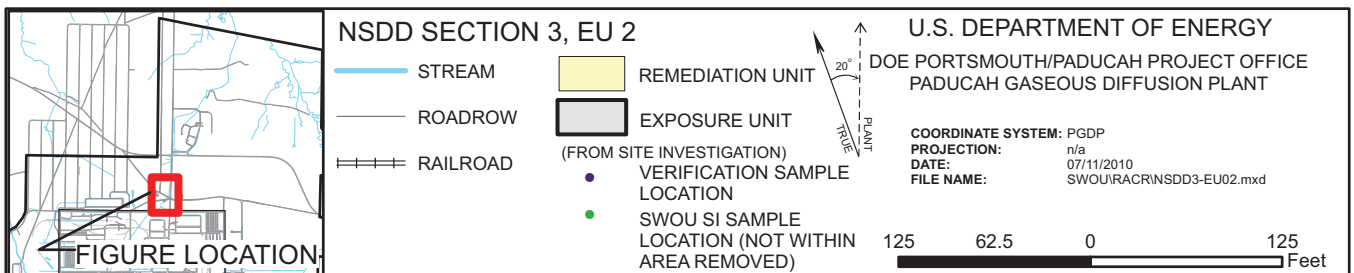 FIGURE LOCATION
NSDD SECTION 3, EU 2
STREAM
ROADROW
RAILROAD
REMEDIATION UNIT
EXPOSURE UNIT
(FROM SITE INVESTIGATION)
VERIFICATION SAMPLE
LOCATION
SWOU SI SAMPLE
LOCATION (NOT WITHIN
AREA REMOVED)
20°
TRUE
PLANT
U.S. DEPARTMENT OF ENERGY
DOE PORTSMOUTH/PADUCAH PROJECT OFFICE
PADUCAH GASEOUS DIFFUSION PLANT
COORDINATE SYSTEM: PGDP
PROJECTION: n/a
DATE: 07/11/2010
FILE NAME: SWOU\RACR\NSDD3-EU02.mxd
125 62.5 0 125
Feet